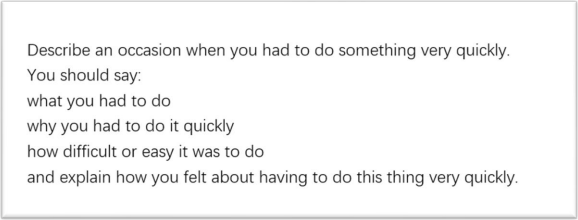 Describe an occasion when you had to do something very quickly.
You should say:
what you had to do
why you had to do it quickly
how difficult or easy it was to do
and explain how you felt about having to do this thing very quickly.